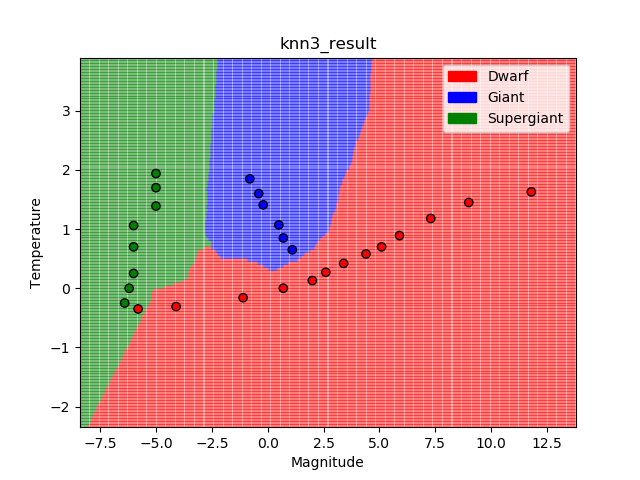 knn3_result
Dwarf
Giant
Supergiant
Temperature
3
2
1
0
−1
−2
−7.5 −5.0 −2.5 0.0 2.5 5.0 7.5 10.0 12.5
Magnitude